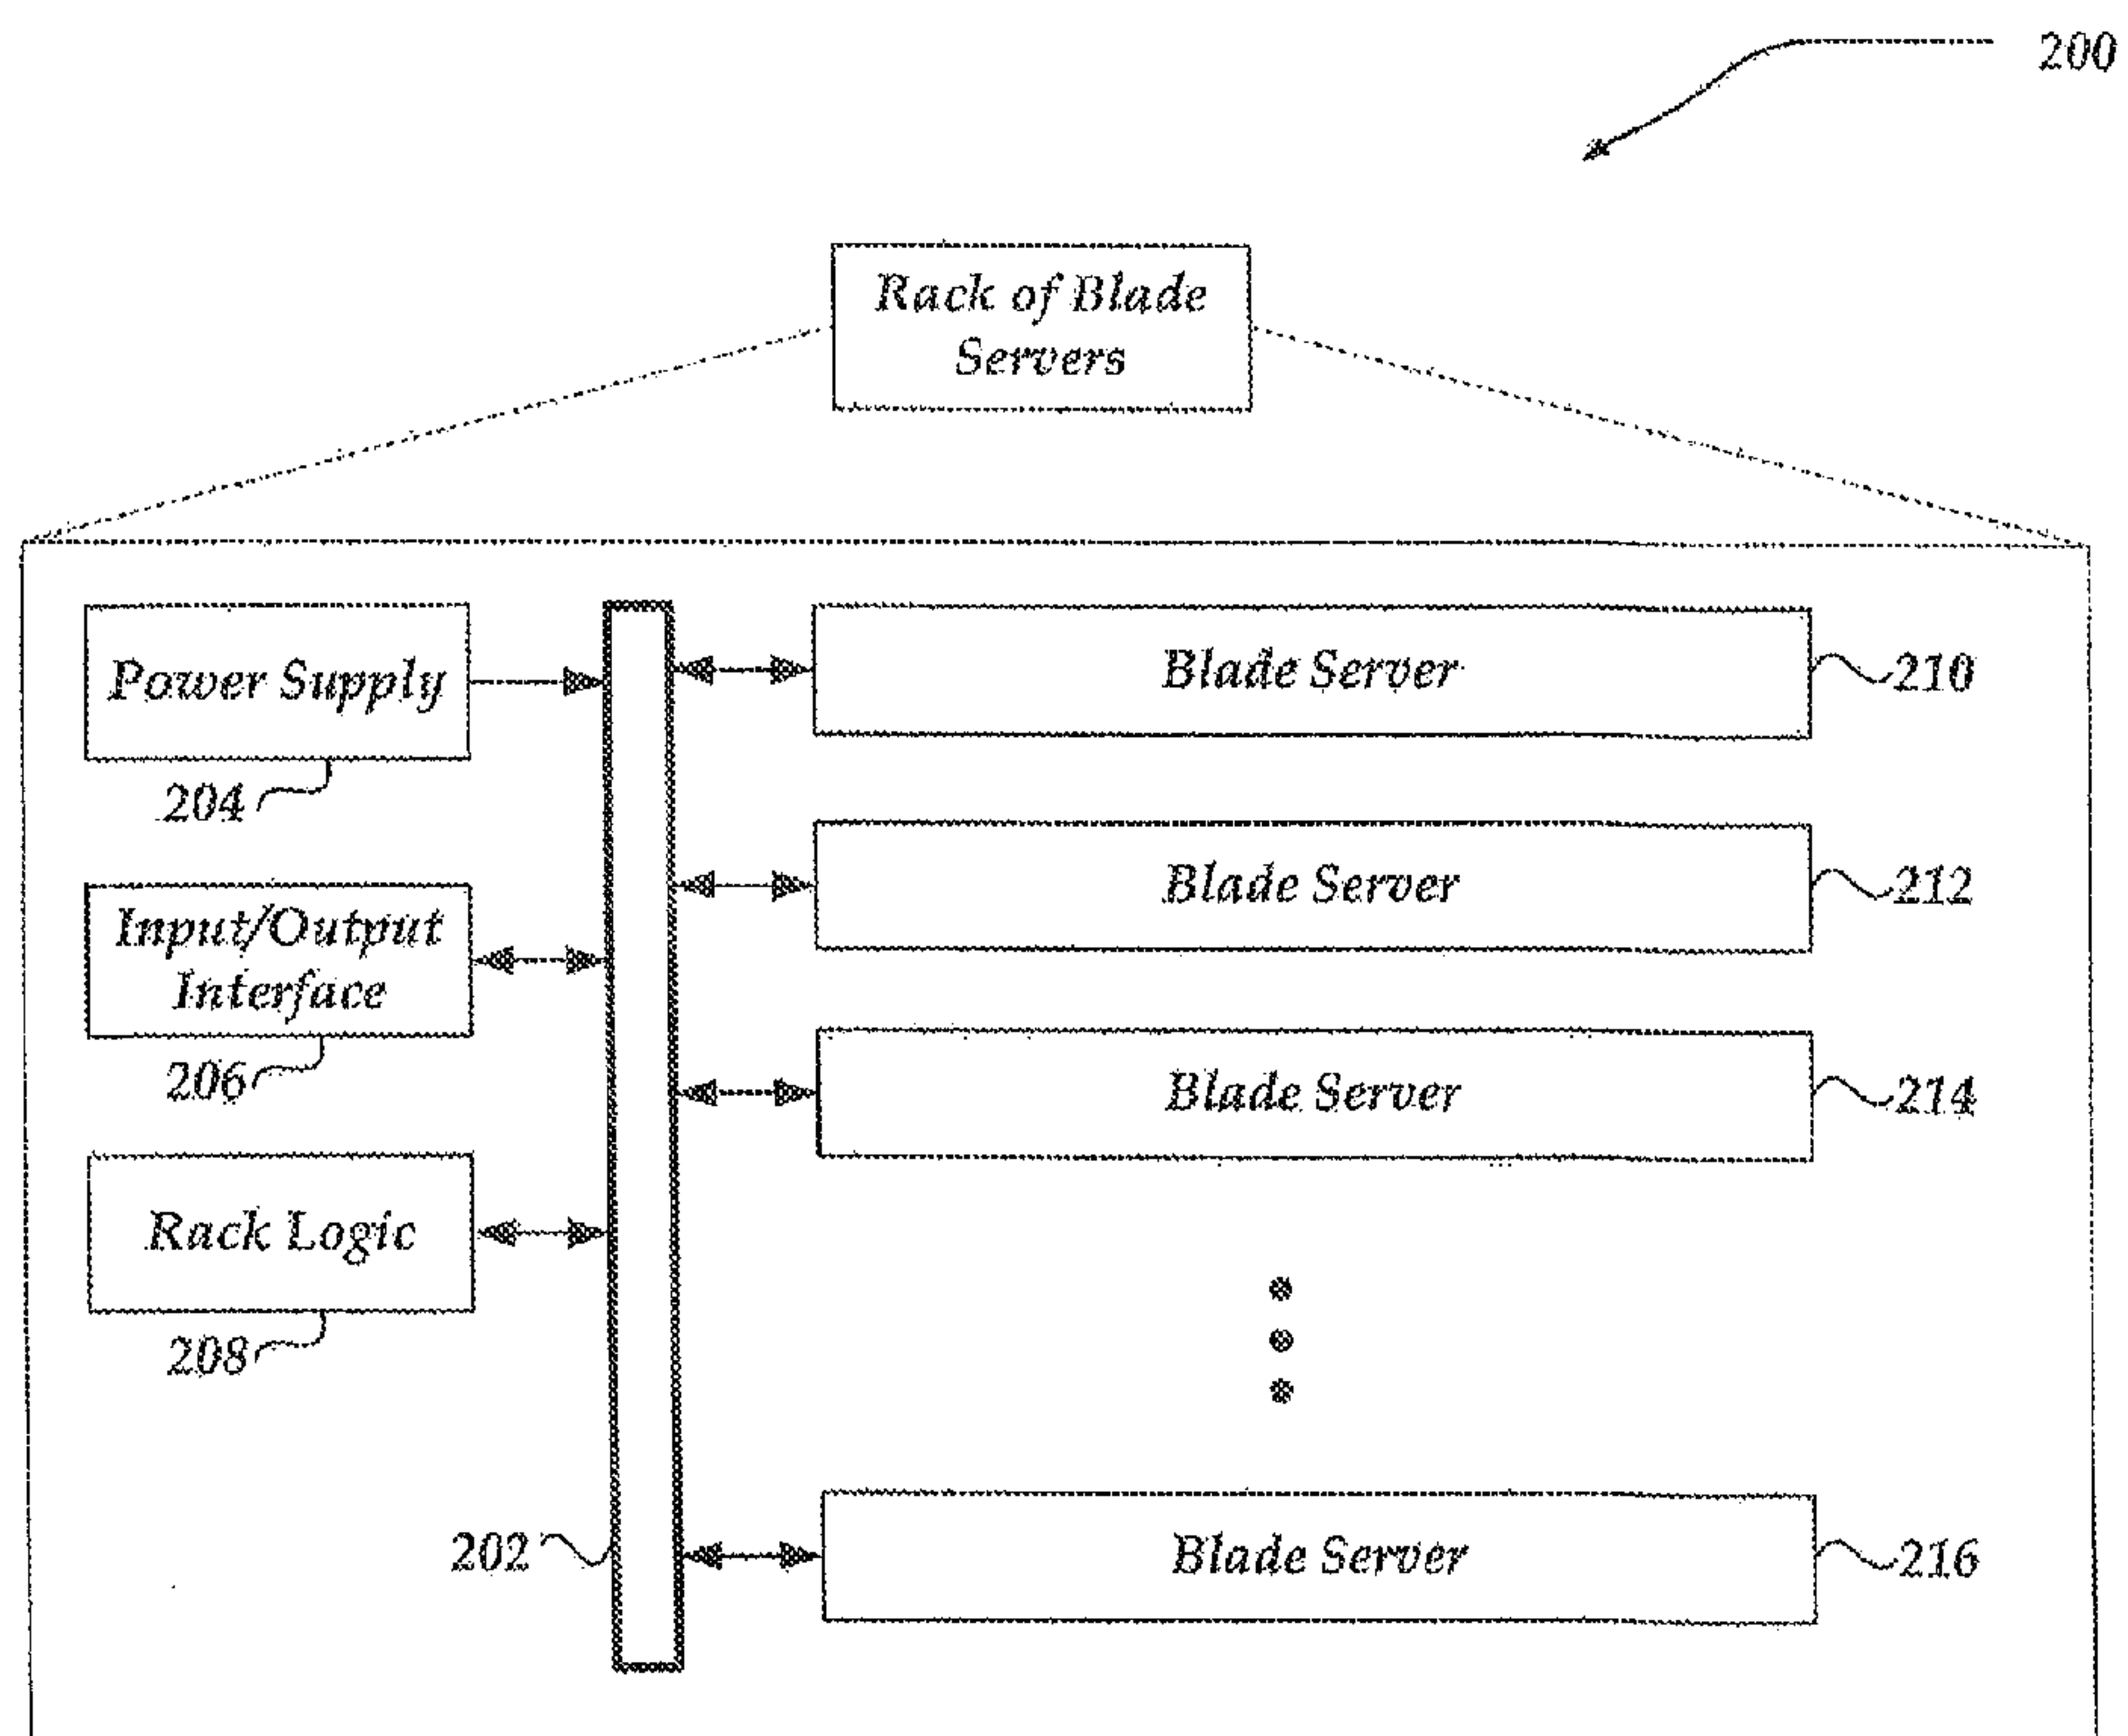 200
Rack of Blade
Servers
Power Supply
204
Input/Output
Interface
206
Rack Logic
208
202
Blade Server
210
Blade Server
212
Blade Server
214
Blade Server
216